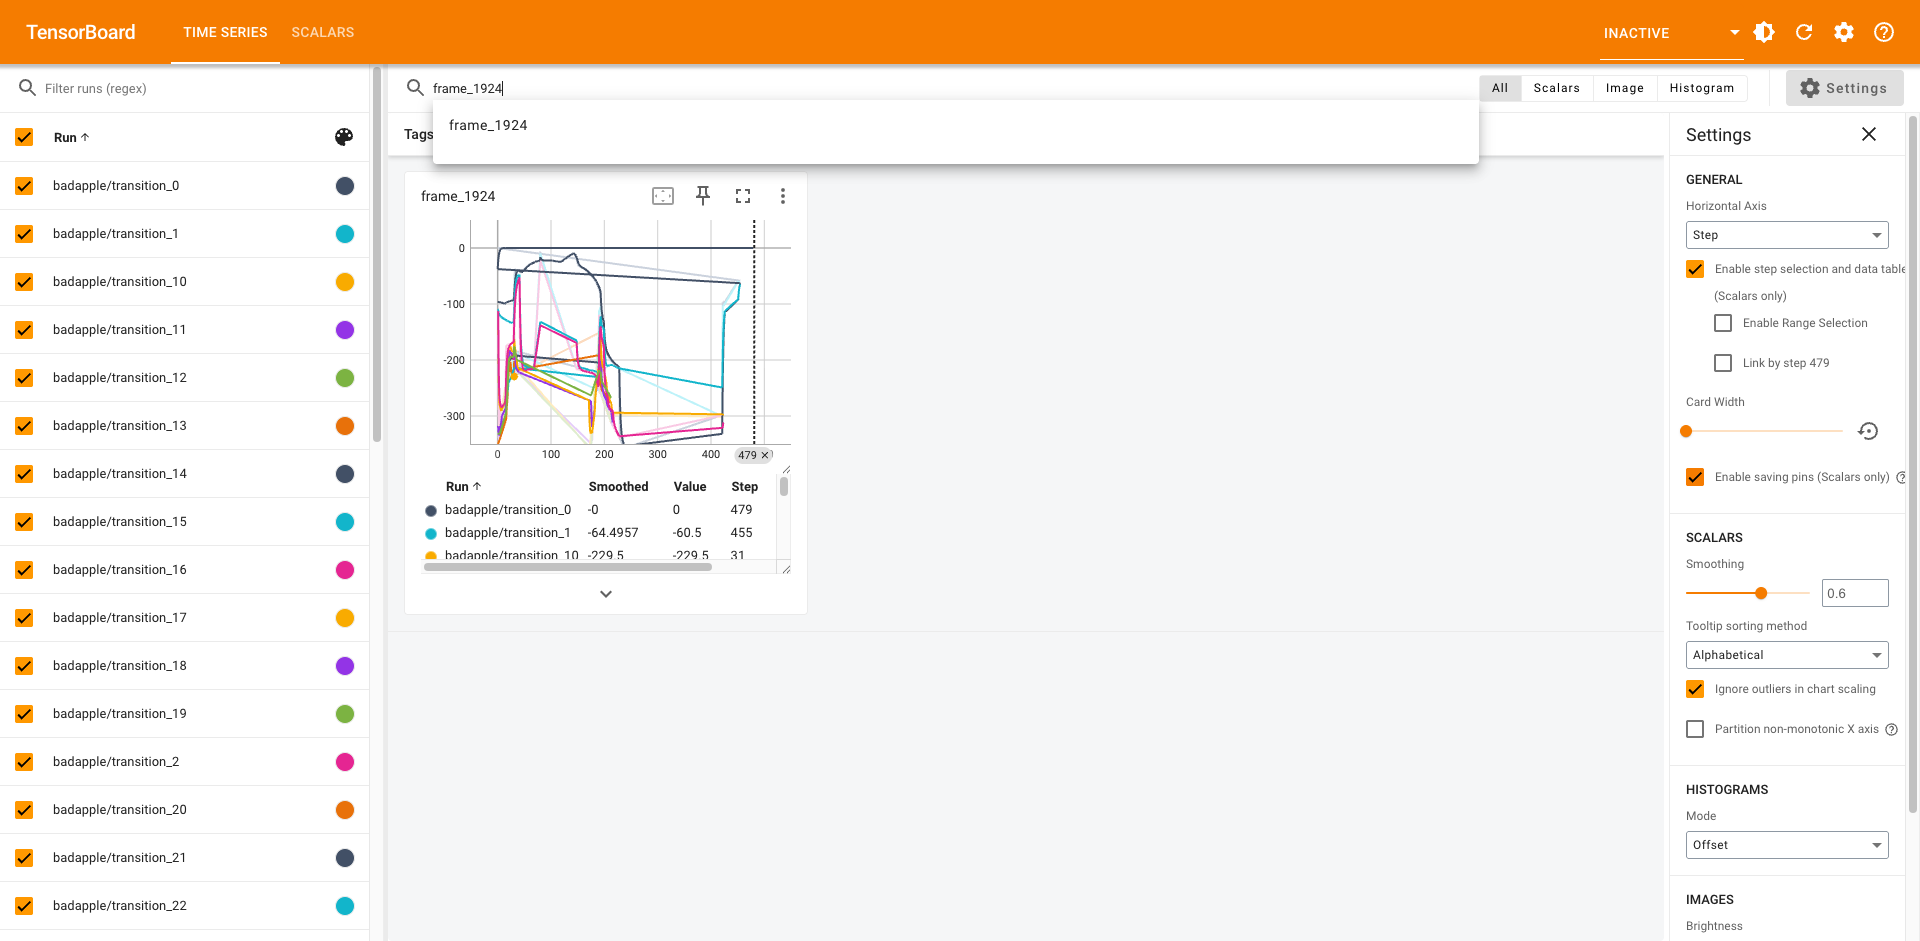 TensorBoard
TIME SERIES
SCALARS
INACTIVE
Filter runs (regex)
frame_1924
All
Scalars
Image
Histogram
Settings
frame_1924
Tags
Run
badapple/transition_0
badapple/transition_1
badapple/transition_10
badapple/transition_11
badapple/transition_12
badapple/transition_13
badapple/transition_14
badapple/transition_15
badapple/transition_16
badapple/transition_17
badapple/transition_18
badapple/transition_19
badapple/transition_2
badapple/transition_20
badapple/transition_21
badapple/transition_22
frame_1924
0
-100
-200
-300
0 100 200 300 400 479
Run Smoothed Value Step
badapple/transition_0 -0 0 479
badapple/transition_1 -64.4957 -60.5 455
badapple/transition_10 -229.5 -229.5 31
Settings
GENERAL
Horizontal Axis
Step
Enable step selection and data table
(Scalars only)
Enable Range Selection
Link by step 479
Card Width
Enable saving pins (Scalars only)
SCALARS
Smoothing
0.6
Tooltip sorting method
Alphabetical
Ignore outliers in chart scaling
Partition non-monotonic X axis
HISTOGRAMS
Mode
Offset
IMAGES
Brightness